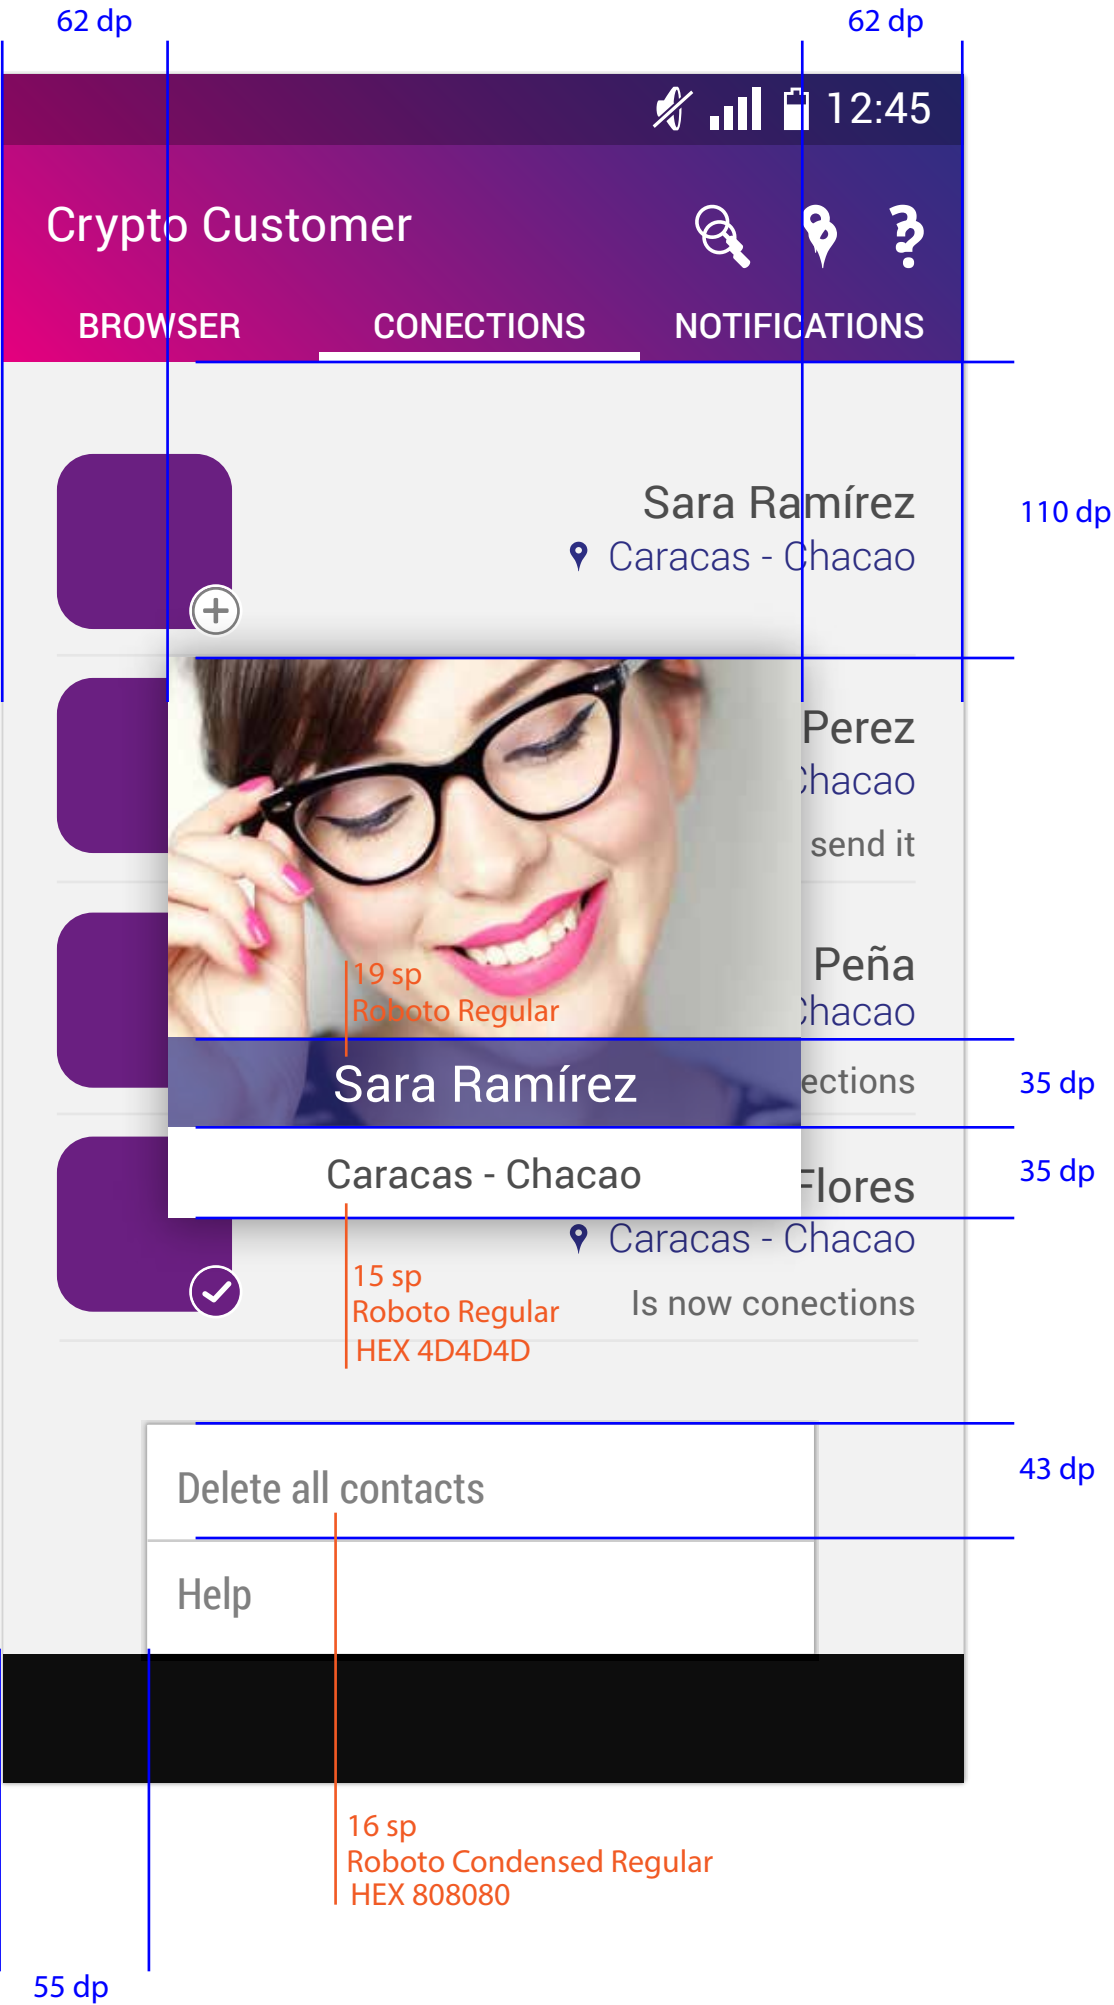 62 dp
62 dp
12:45
Crypto Customer
BROWSER
CONECTIONS
NOTIFICATIONS
Sara Ramírez
Caracas - Chacao
110 dp
Perez
Chacao
send it
Peña
Chacao
19 sp
Roboto Regular
Sara Ramírez
ections
35 dp
Caracas - Chacao
Flores
35 dp
Caracas - Chacao
15 sp
Roboto Regular
HEX 4D4D4D
Is now conections
Delete all contacts
43 dp
Help
16 sp
Roboto Condensed Regular
HEX 808080
55 dp